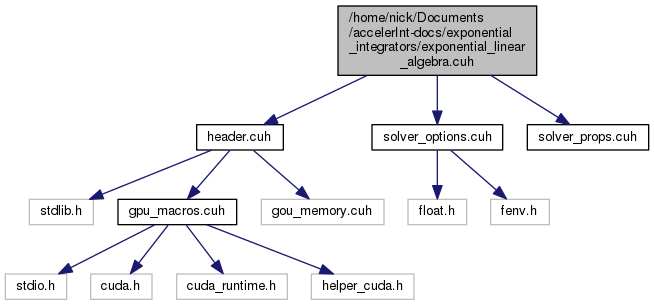 /home/nick/Documents
/accelerInt-docs/exponential
_integrators/exponential_linear
_algebra.cuh
header.cuh
solver_options.cuh
solver_props.cuh
stdlib.h
gpu_macros.cuh
gou_memory.cuh
float.h
fenv.h
stdio.h
cuda.h
cuda_runtime.h
helper_cuda.h